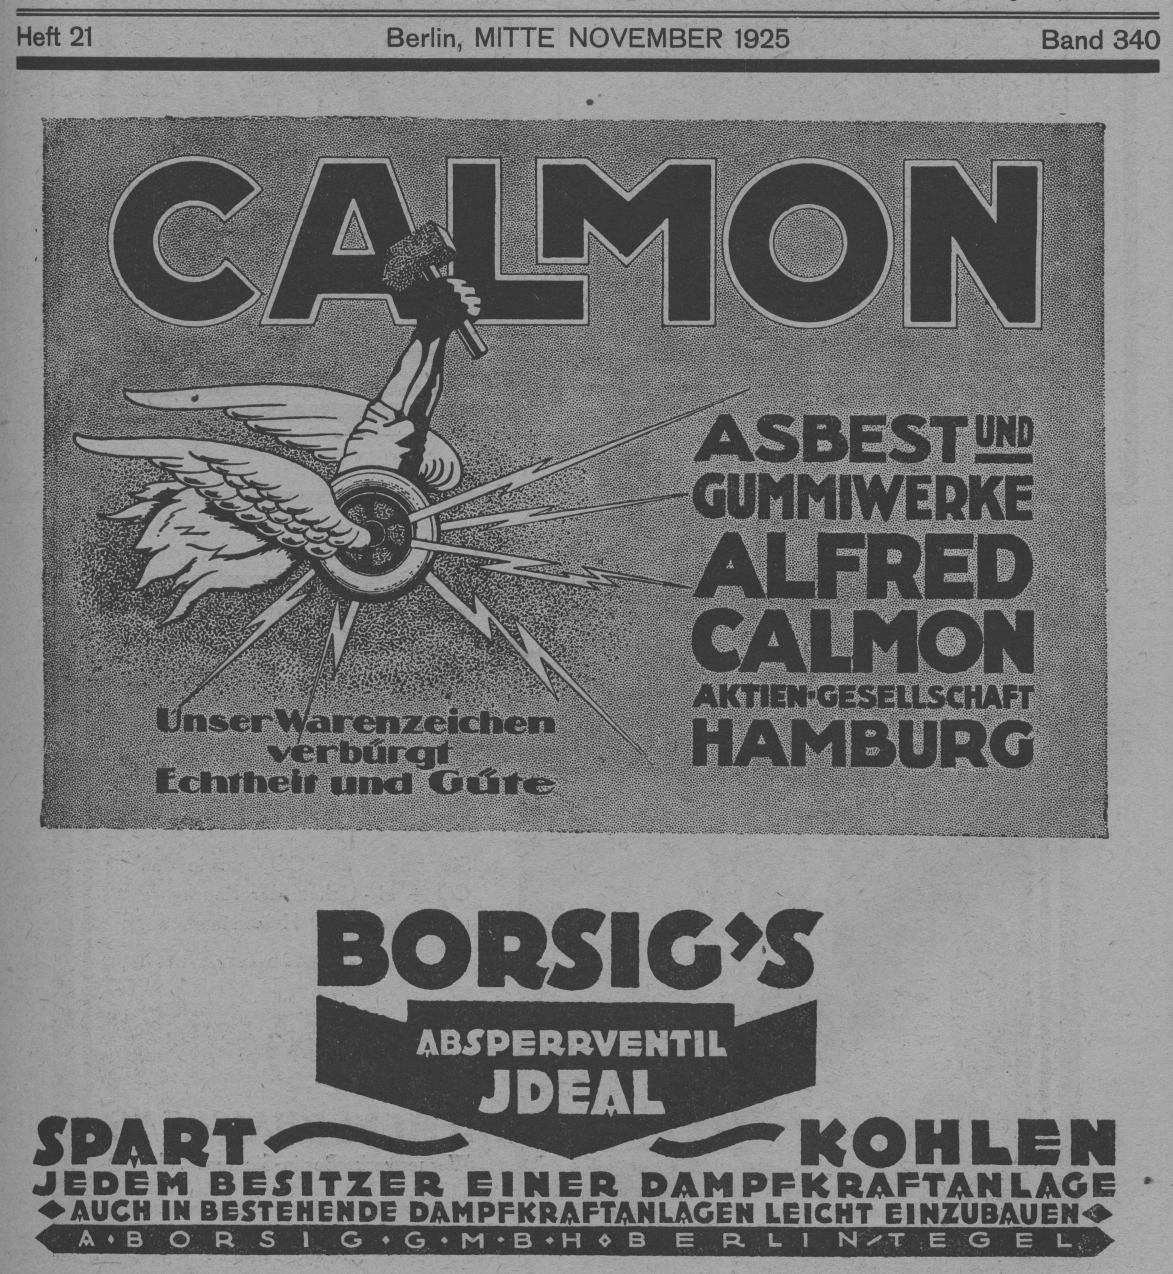 Heft 21
Berlin, MITTE NOVEMBER 1925
Band 340
CALMON
ASBEST UND
GUMMIWERKE
ALFRED
CALMON
AKTIEN-GESELLSCHAFT
HAMBURG
Unser Warenzeichen
verbürgt
Echtheit und Güte
BORSIG'S
ABSPERRVENTIL
JDEAL
SPART KOHLEN
JEDEM BESITZER EINER DAMPFKRAFTANLAGE
AUCH IN BESTEHENDE DAMPFKRAFTANLAGEN LEICHT EINZUBAUEN
A·BORSIG·G·M·B·H◇BERLIN/TEGEL